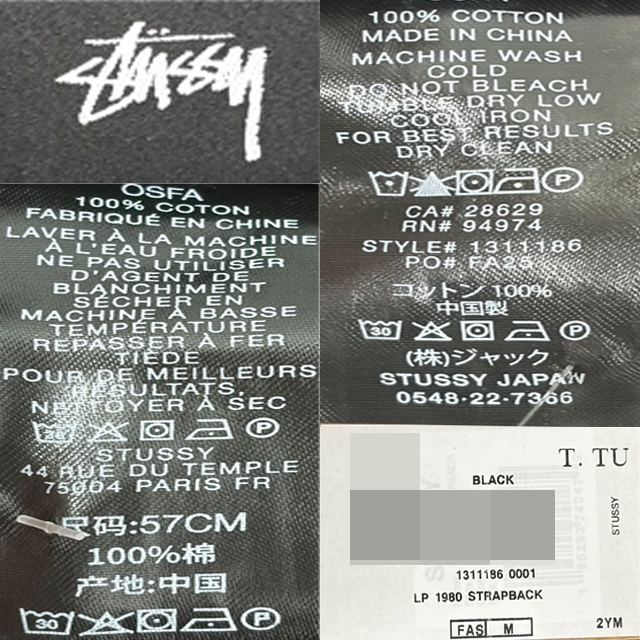 Stüssy
100% COTTON
MADE IN CHINA
MACHINE WASH
COLD
DO NOT BLEACH
TUMBLE DRY LOW
COOL IRON
FOR BEST RESULTS
DRY CLEAN
CA# 28629
RN# 94974
STYLE# 1311186
PO# FA25
コットン 100%
中国製
30
(株)ジャック
STUSSY JAPAN
0548-22-7366
OSFA
100% COTON
FABRIQUÉ EN CHINE
LAVER À LA MACHINE
À L'EAU FROIDE
NE PAS UTILISER
D'AGENT DE
BLANCHIMENT
SÉCHER EN
MACHINE À BASSE
TEMPÉRATURE
REPASSER À FER
TIÈDE
POUR DE MEILLEURS
RÉSULTATS,
NETTOYER À SEC
STUSSY
44 RUE DU TEMPLE
75004 PARIS FR
尺码:57CM
100%棉
产地:中国
30
T. TU
BLACK
STUSSY
1311186 0001
LP 1980 STRAPBACK
FAS M
2YM